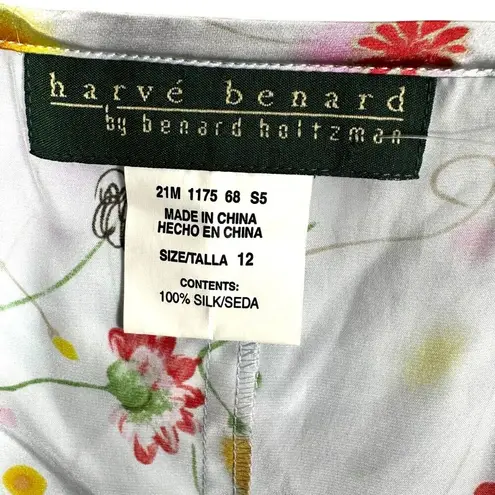 harvé benard
by benard holtzman
21M 1175 68 S5
MADE IN CHINA
HECHO EN CHINA
SIZE/TALLA 12
CONTENTS:
100% SILK/SEDA